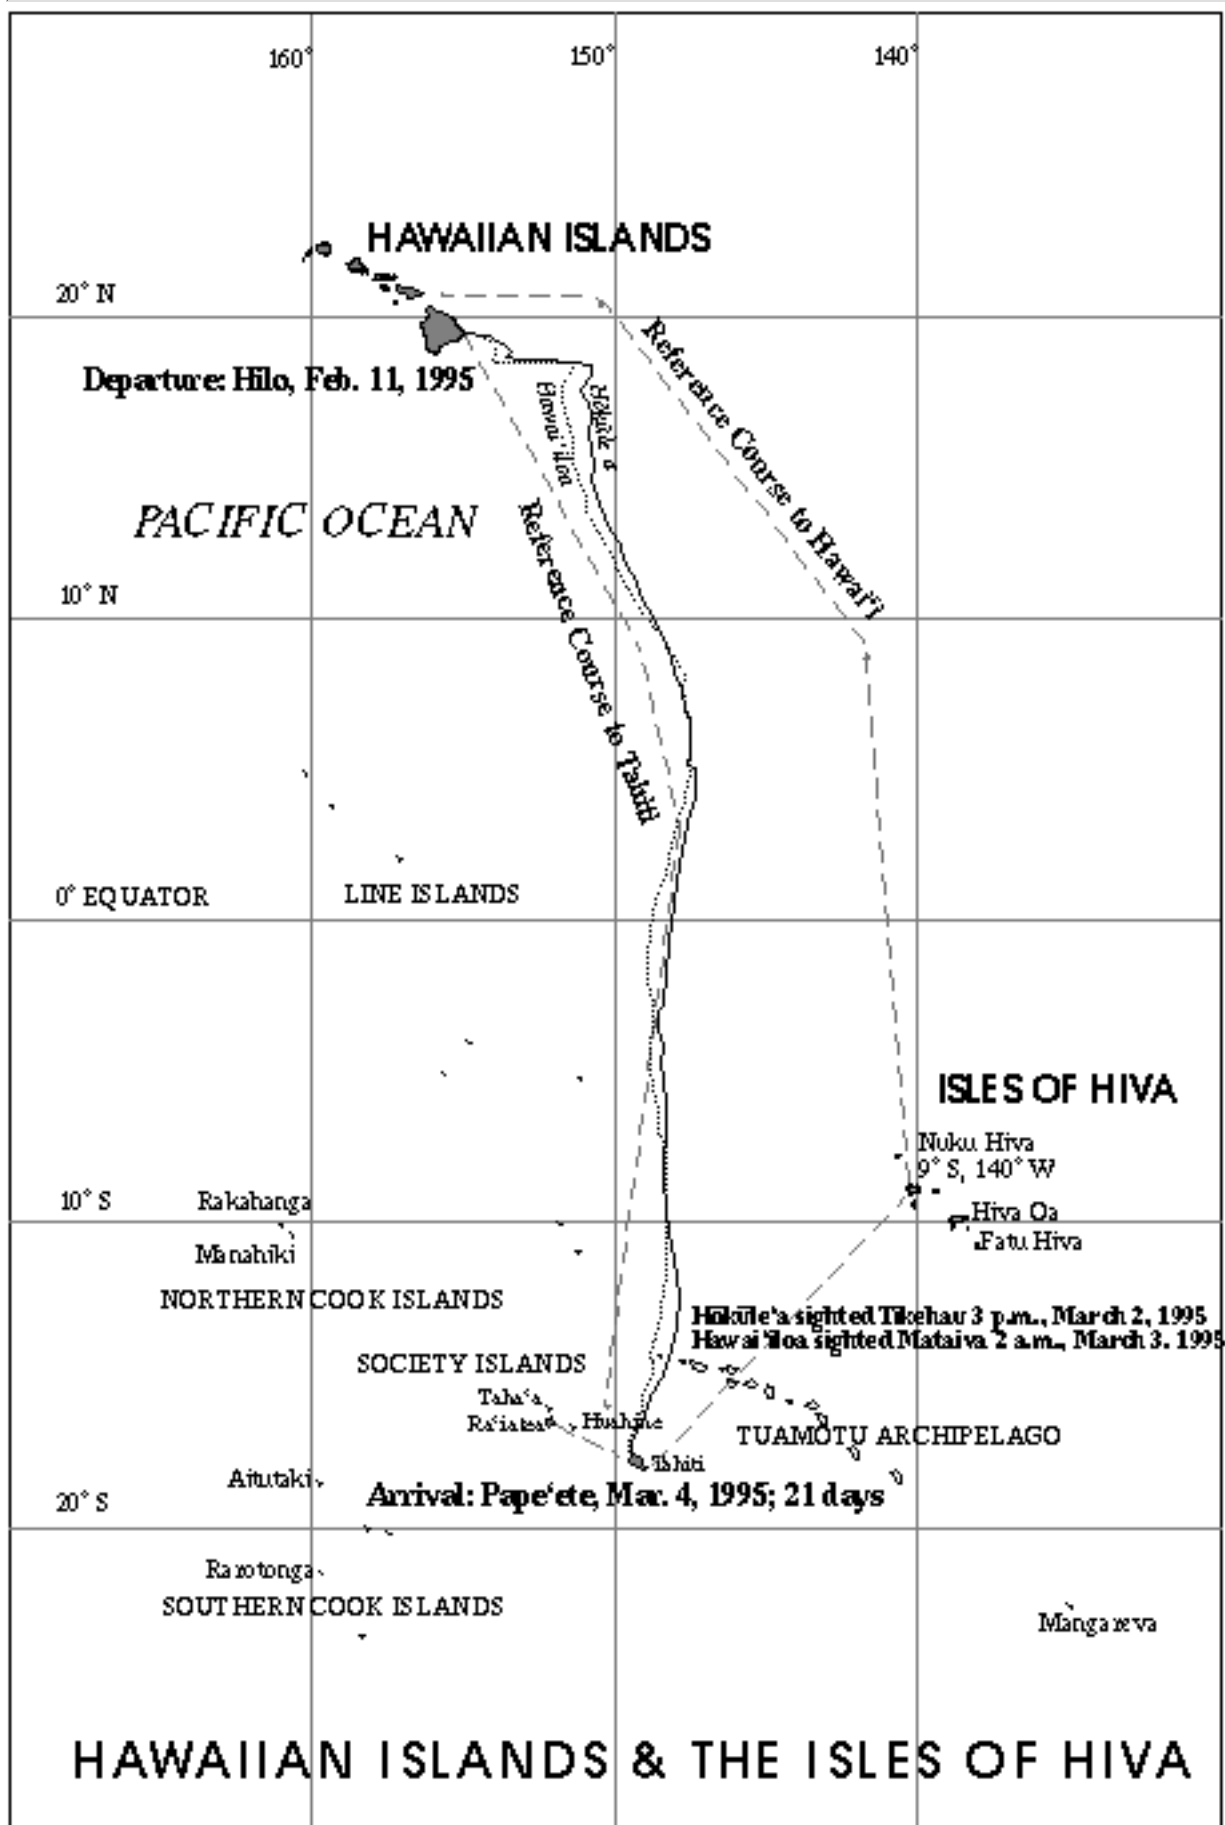 160°
150°
140°
HAWAIIAN ISLANDS
20° N
Reference Course to Hawai'i
Departure: Hilo, Feb. 11, 1995
Hawai'iloa
Hōkūle'a
PACIFIC OCEAN
Reference Course to Tahiti
10° N
0° EQUATOR
LINE ISLANDS
ISLES OF HIVA
Nuku Hiva
9° S, 140° W
10° S
Rakahanga
Hiva Oa
Fatu Hiva
Manahiki
NORTHERN COOK ISLANDS
Hōkūle'a sighted Tikehau 3 p.m., March 2, 1995
Hawai'iloa sighted Mataiva 2 a.m., March 3. 1995
SOCIETY ISLANDS
Taha'a
Ra'iatea
Huahine
TUAMOTU ARCHIPELAGO
Tahiti
Aitutaki
20° S
Arrival: Pape'ete, Mar. 4, 1995; 21 days
Rarotonga
SOUTHERN COOK ISLANDS
Mangareva
HAWAIIAN ISLANDS & THE ISLES OF HIVA